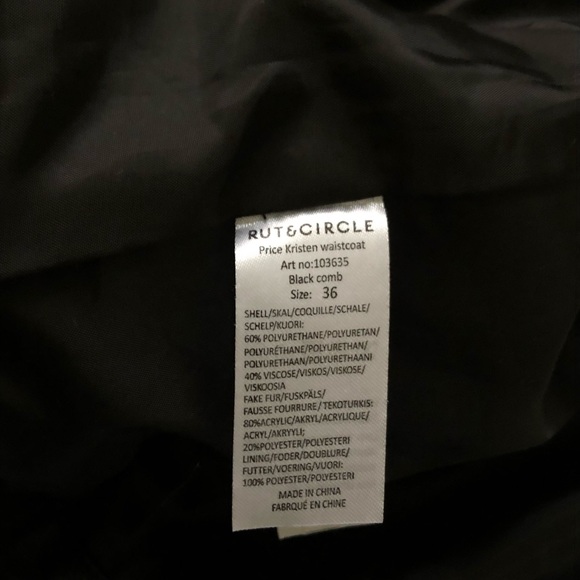 RUT&CIRCLE
Price Kristen waistcoat
Art no:103635
Black comb
Size: 36
SHELL/SKAL/COQUILLE/SCHALE/
SCHELP/KUORI:
60% POLYURETHANE/POLYURETAN/
POLYURÉTHANE/POLYURETHAN/
POLYURETHAAN/POLYURETHAANI
40% VISCOSE/VISKOS/VISKOSE/
VISKOOSIA
FAKE FUR/FUSKPÄLS/
FAUSSE FOURRURE/TEKOTURKIS:
80%ACRYLIC/AKRYL/ACRYLIQUE/
ACRYL/AKRYYLI;
20%POLYESTER/POLYESTERI
LINING/FODER/DOUBLURE/
FUTTER/VOERING/VUORI:
100% POLYESTER/POLYESTERI
MADE IN CHINA
FABRIQUÉ EN CHINE